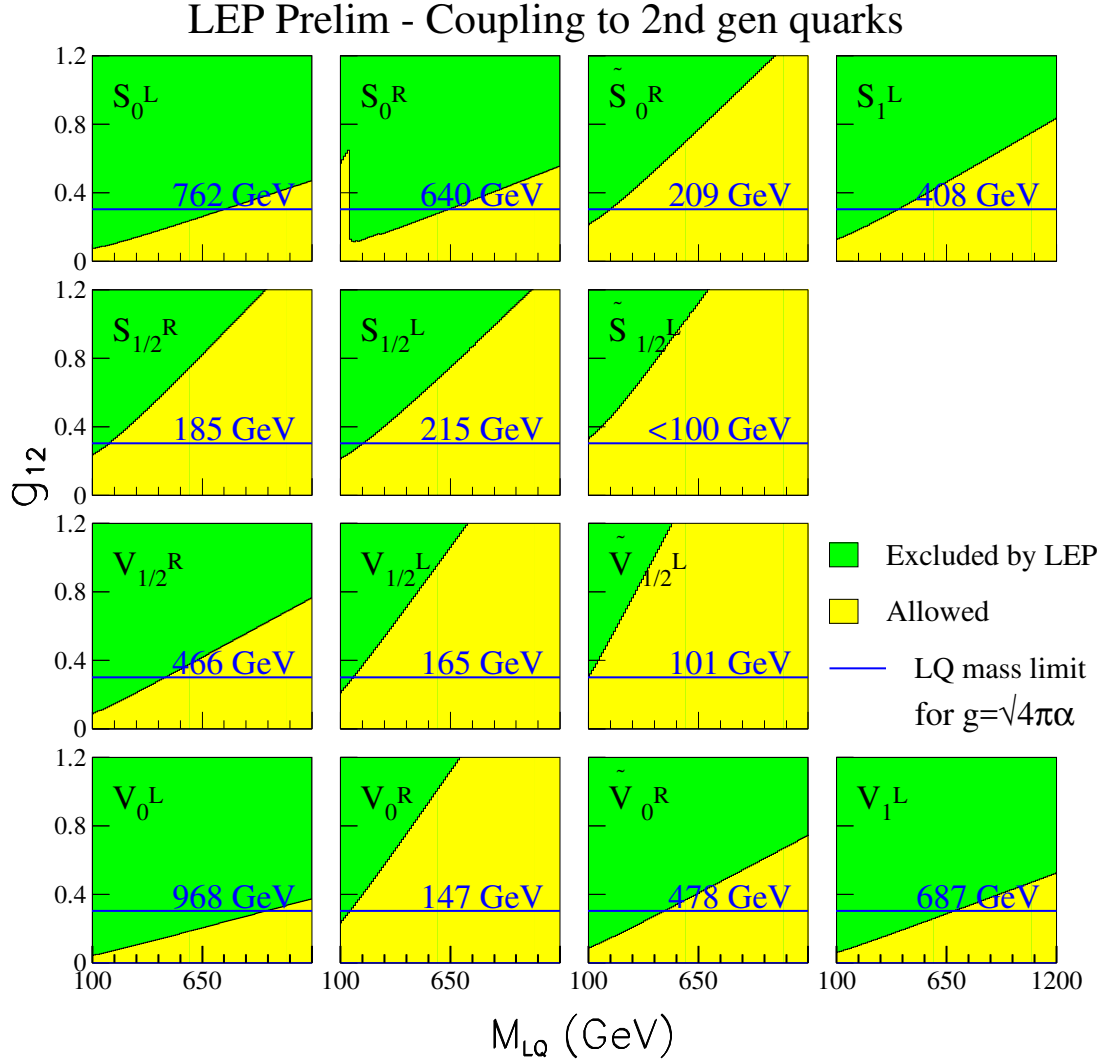 LEP Prelim - Coupling to 2nd gen quarks
1.2
0.8
0.4
0
S₀ᴸ
762 GeV
S₀ᴿ
640 GeV
S̃₀ᴿ
209 GeV
S₁ᴸ
408 GeV
1.2
0.8
0.4
0
S₁/₂ᴿ
185 GeV
S₁/₂ᴸ
215 GeV
S̃₁/₂ᴸ
<100 GeV
g₁₂
1.2
0.8
0.4
0
V₁/₂ᴿ
466 GeV
V₁/₂ᴸ
165 GeV
Ṽ₁/₂ᴸ
101 GeV
Excluded by LEP
Allowed
LQ mass limit
for g=√4πα
1.2
0.8
0.4
0
V₀ᴸ
968 GeV
V₀ᴿ
147 GeV
Ṽ₀ᴿ
478 GeV
V₁ᴸ
687 GeV
100 650 100 650 100 650 100 650 1200
M_LQ (GeV)